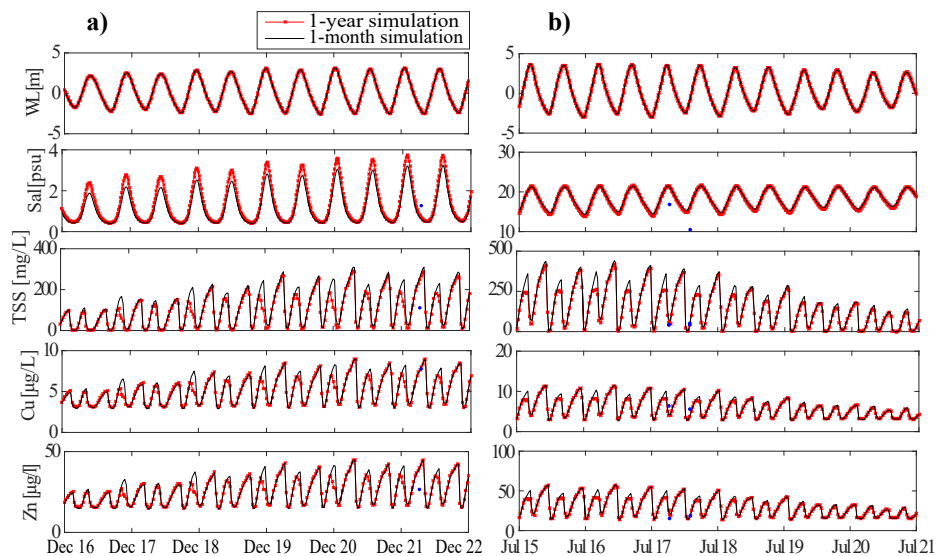 a)
1-year simulation
1-month simulation
b)
5
0
-5
WL[m]
4
2
0
Sal[psu]
400
200
0
TSS [mg/L]
10
5
0
Cu [µg/L]
50
0
Zn [µg/l]
Dec 16 Dec 17 Dec 18 Dec 19 Dec 20 Dec 21 Dec 22
5
0
-5
30
20
10
500
250
0
20
10
0
100
50
0
Jul 15 Jul 16 Jul 17 Jul 18 Jul 19 Jul 20 Jul 21